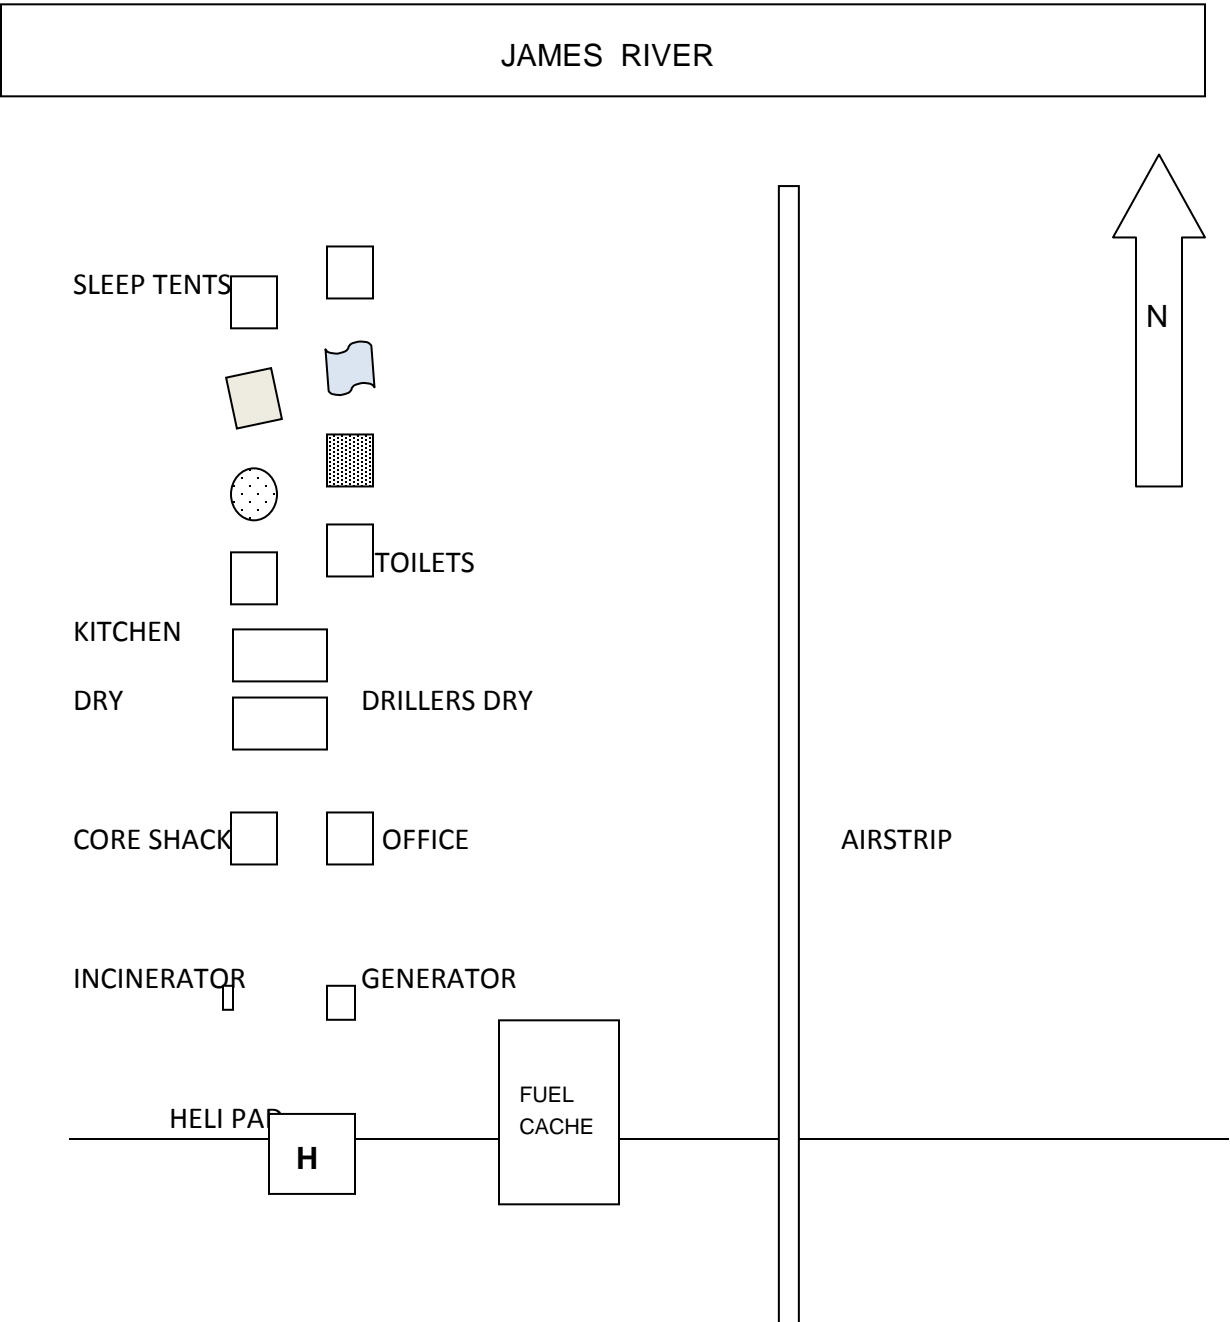 JAMES RIVER
N
SLEEP TENTS
TOILETS
KITCHEN
DRY
DRILLERS DRY
CORE SHACK
OFFICE
AIRSTRIP
INCINERATOR
GENERATOR
FUEL
CACHE
HELI PAD
H